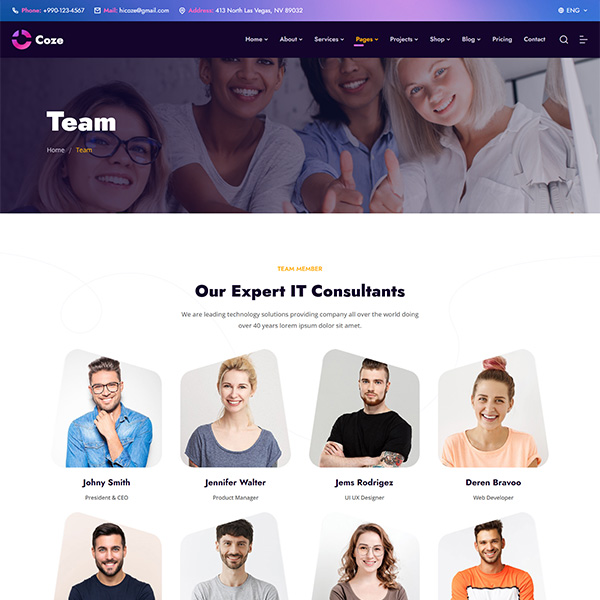 Phone: +990-123-4567 Mail: hicoze@gmail.com Address: 413 North Las Vegas, NV 89032 ENG
Coze Home About Services Pages Projects Shop Blog Pricing Contact
Team
Home / Team
TEAM MEMBER
Our Expert IT Consultants
We are leading technology solutions providing company all over the world doing
over 40 years lorem ipsum dolor sit amet.
Johny Smith Jennifer Walter Jems Rodrigez Deren Bravoo
President & CEO Product Manager UI UX Designer Web Developer